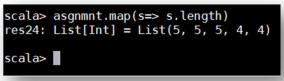 scala> asgnmnt.map(s=> s.length)
res24: List[Int] = List(5, 5, 5, 4, 4)
scala>